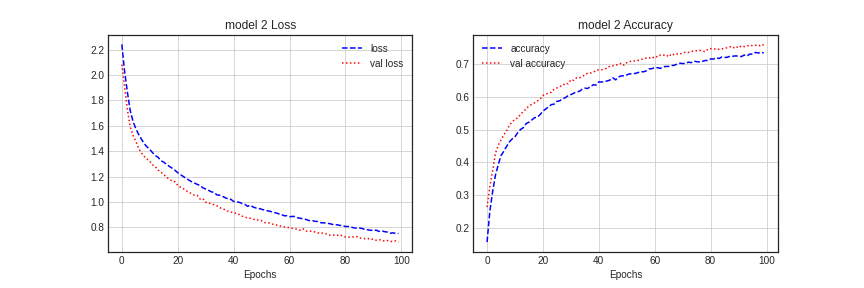 model 2 Loss
2.2
2.0
1.8
1.6
1.4
1.2
1.0
0.8
loss
val loss
0 20 40 60 80 100
Epochs
model 2 Accuracy
0.7
0.6
0.5
0.4
0.3
0.2
accuracy
val accuracy
0 20 40 60 80 100
Epochs